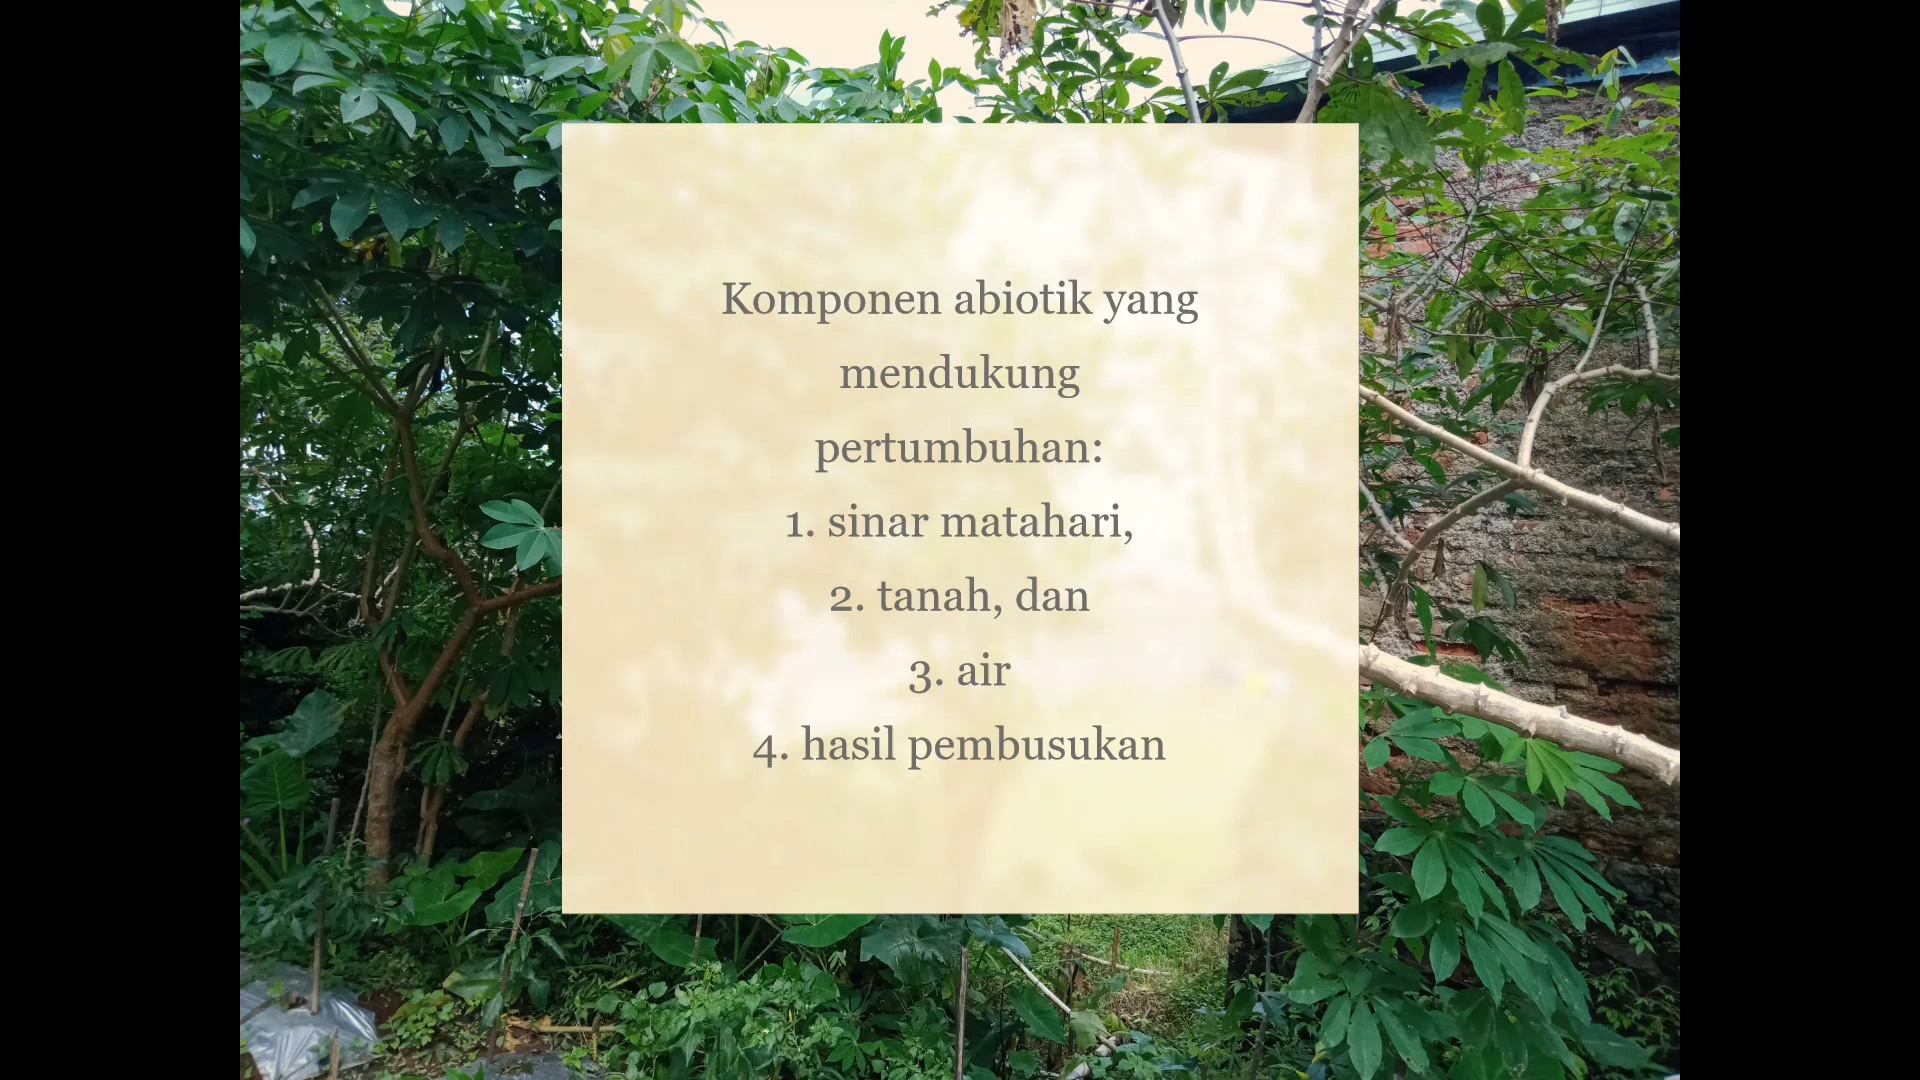 Komponen abiotik yang
mendukung
pertumbuhan:
1. sinar matahari,
2. tanah, dan
3. air
4. hasil pembusukan